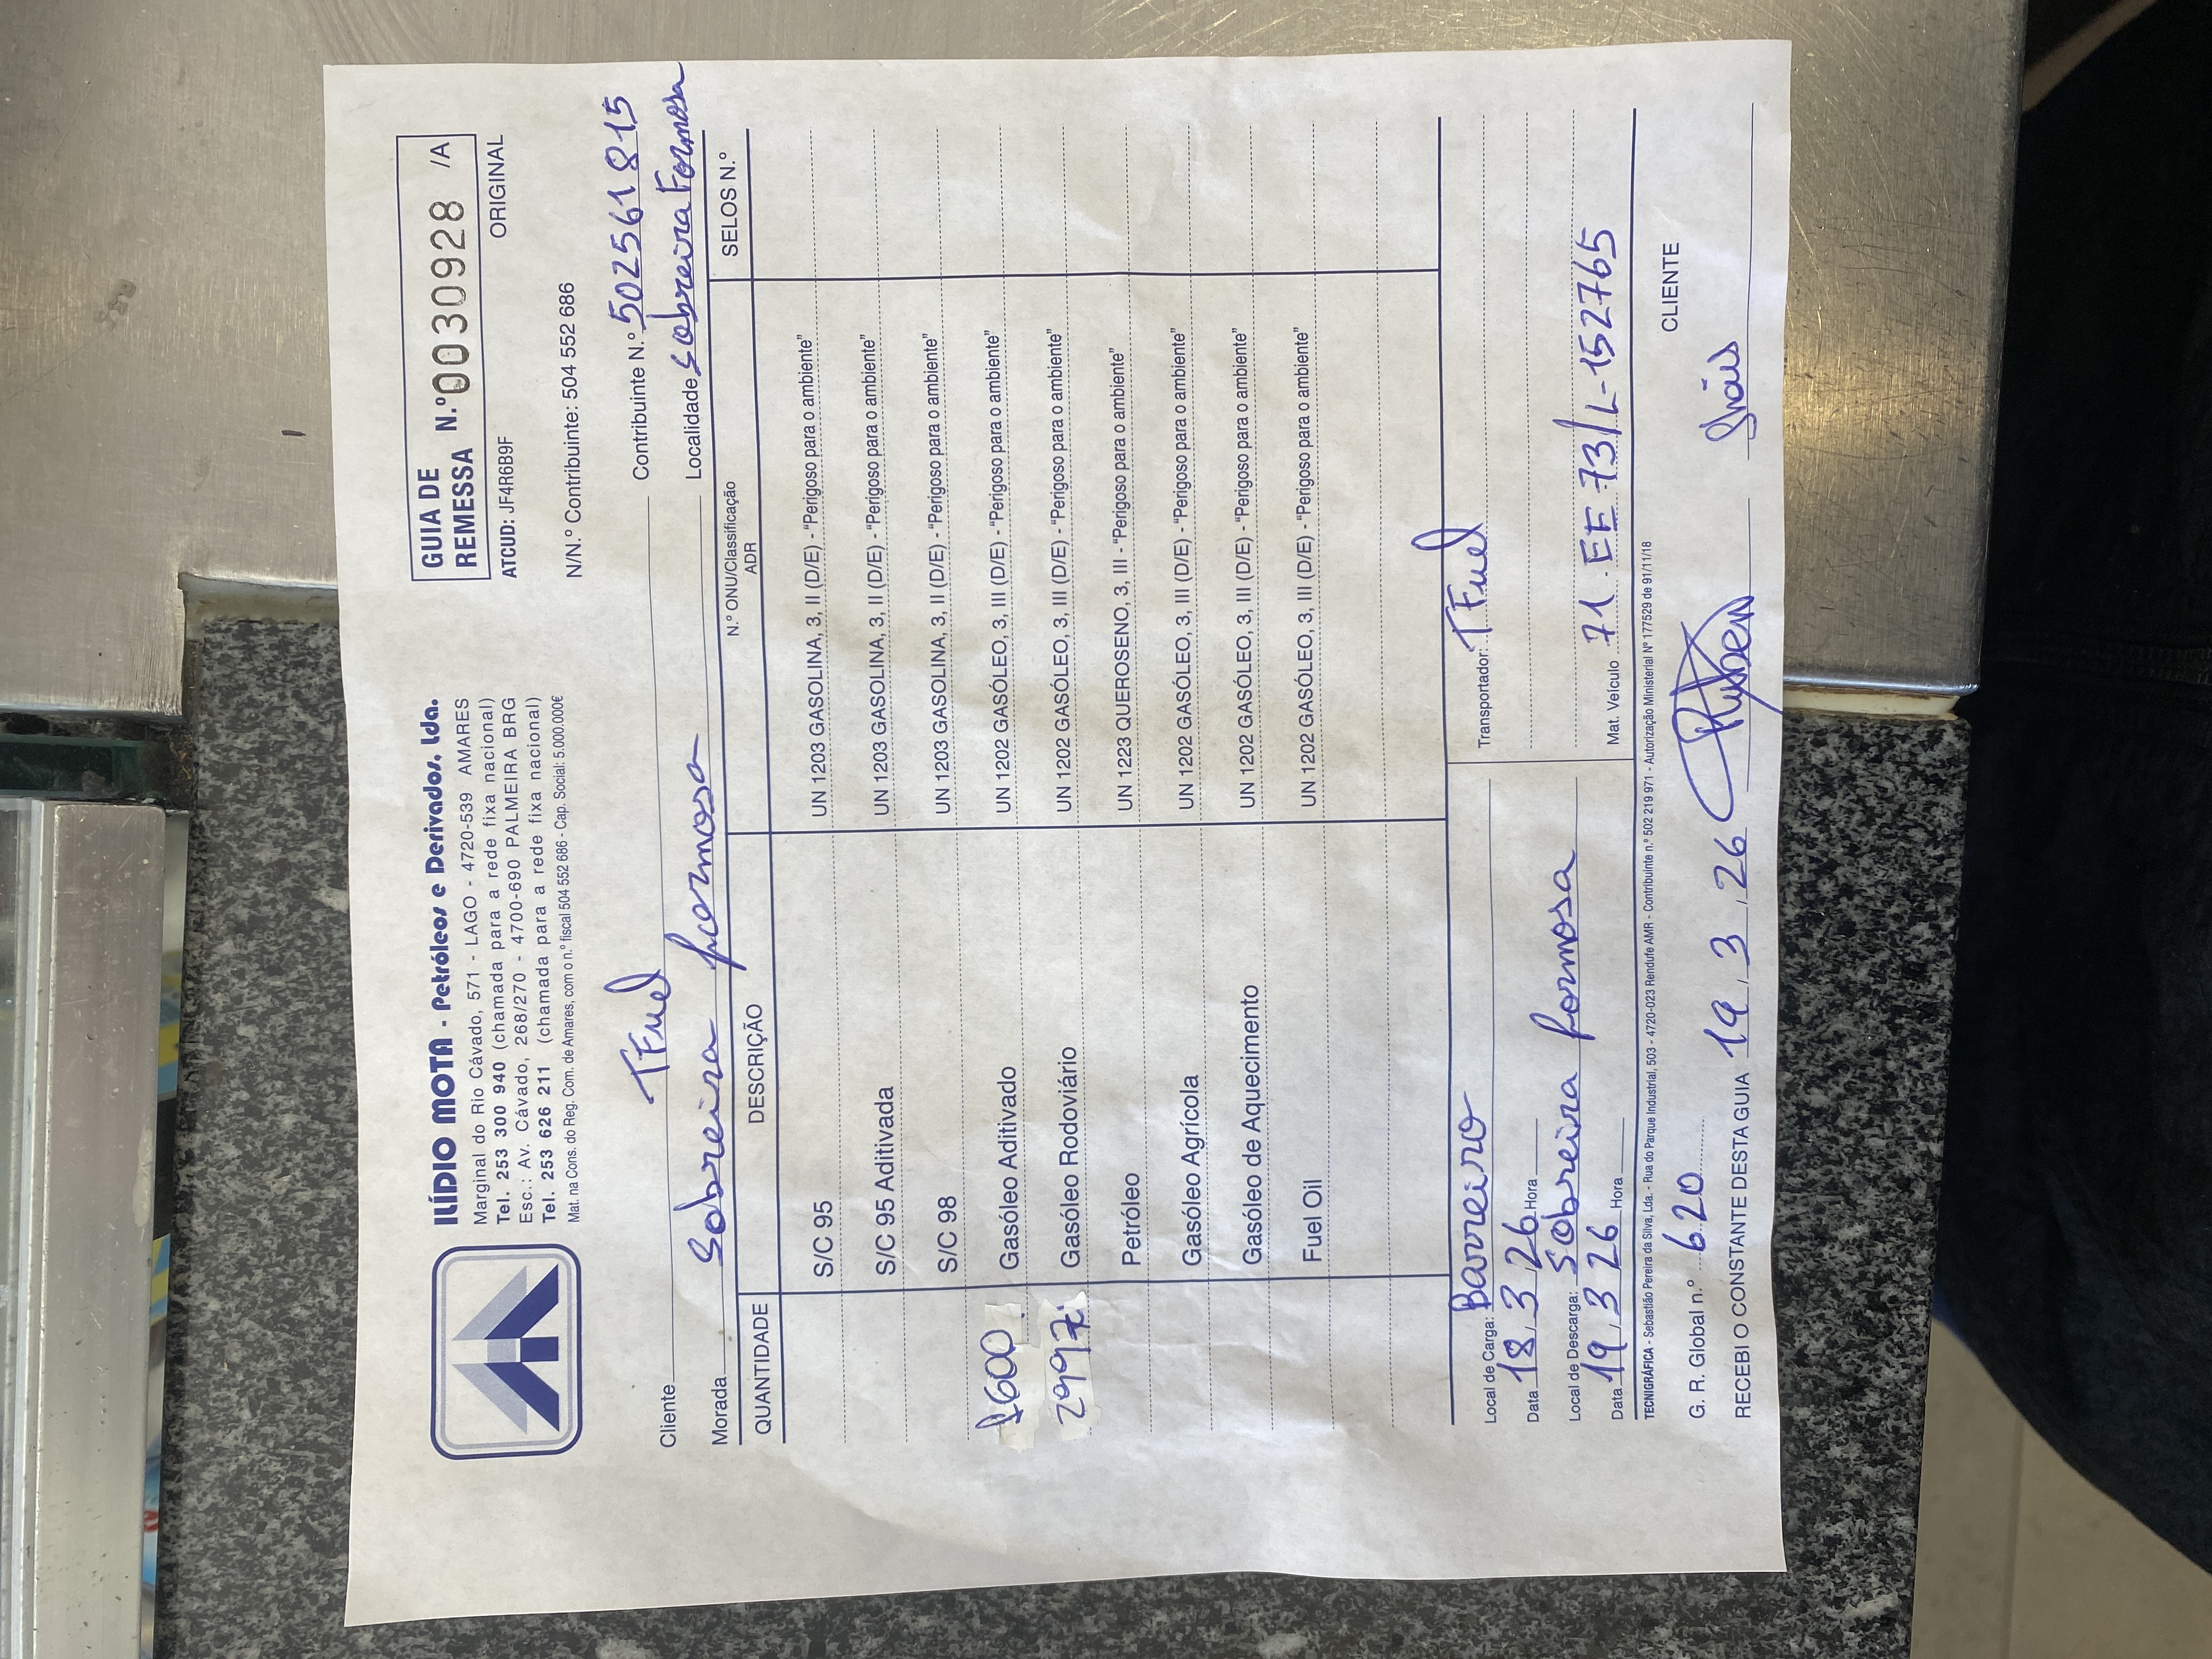 ILÍDIO MOTA - Petróleos e Derivados, Lda.
Marginal do Rio Cávado, 571 - LAGO - 4720-539 AMARES
Tel. 253 300 940 (chamada para a rede fixa nacional)
Esc.: Av. Cávado, 268/270 - 4700-690 PALMEIRA BRG
Tel. 253 626 211 (chamada para a rede fixa nacional)
Mat. na Cons. do Reg. Com. de Amares, com o n.º fiscal 504 552 686 - Cap. Social: 5.000.000€
GUIA DE REMESSA N.º 0030928 /A
ATCUD: JF4R6B9F ORIGINAL
N/N.º Contribuinte: 504 552 686
Cliente TFuel Contribuinte N.º 502561815
Morada Sobreira formosa Localidade Sobreira Formosa
QUANTIDADE DESCRIÇÃO N.º ONU/Classificação ADR SELOS N.º
S/C 95 UN 1203 GASOLINA, 3, II (D/E) - "Perigoso para o ambiente"
S/C 95 Aditivada UN 1203 GASOLINA, 3, II (D/E) - "Perigoso para o ambiente"
S/C 98 UN 1203 GASOLINA, 3, II (D/E) - "Perigoso para o ambiente"
Gasóleo Aditivado UN 1202 GASÓLEO, 3, III (D/E) - "Perigoso para o ambiente"
Gasóleo Rodoviário UN 1202 GASÓLEO, 3, III (D/E) - "Perigoso para o ambiente"
Petróleo UN 1223 QUEROSENO, 3, III - "Perigoso para o ambiente"
Gasóleo Agrícola UN 1202 GASÓLEO, 3, III (D/E) - "Perigoso para o ambiente"
Gasóleo de Aquecimento UN 1202 GASÓLEO, 3, III (D/E) - "Perigoso para o ambiente"
Fuel Oil UN 1202 GASÓLEO, 3, III (D/E) - "Perigoso para o ambiente"
Local de Carga: Barreiro Transportador: TFuel
Data 18/3/26 Hora
Local de Descarga: Sobreira formosa
Data 19/3/26 Hora Mat. Veículo 71 EE 73/L-152765
TECNIGRÁFICA - Sebastião Pereira da Silva, Lda. - Rua do Parque Industrial, 503 - 4720-023 Rendufe AMR - Contribuinte n.º 502 219 971 - Autorização Ministerial Nº 177529 de 91/11/18
G. R. Global n.º 620 CLIENTE
RECEBI O CONSTANTE DESTA GUIA 19/3/26